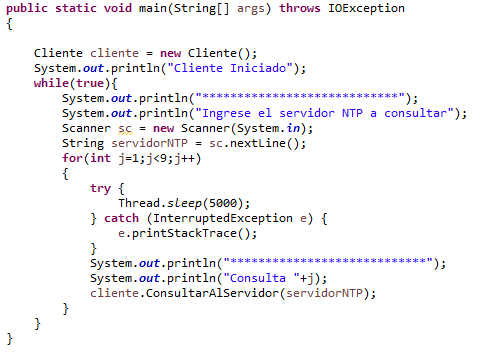 public static void main(String[] args) throws IOException
{
Cliente cliente = new Cliente();
System.out.println("Cliente Iniciado");
while(true){
System.out.println("****************************");
System.out.println("Ingrese el servidor NTP a consultar");
Scanner sc = new Scanner(System.in);
String servidorNTP = sc.nextLine();
for(int j=1;j<9;j++)
{
try {
Thread.sleep(5000);
} catch (InterruptedException e) {
e.printStackTrace();
}
System.out.println("****************************");
System.out.println("Consulta "+j);
cliente.ConsultarAlServidor(servidorNTP);
}
}
}